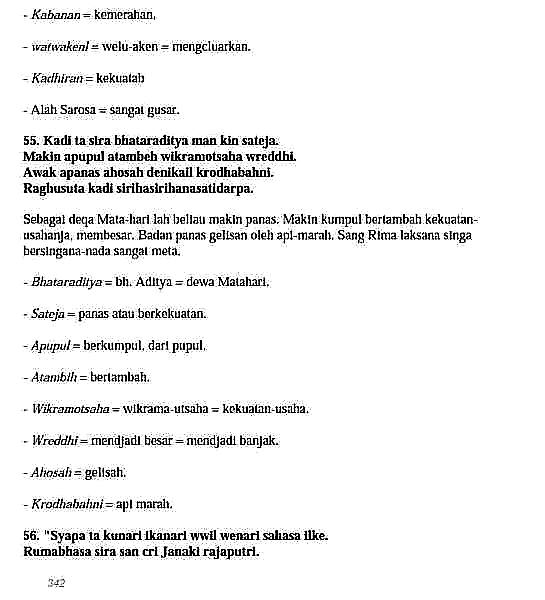 - Kabanan = kemerahan,
- watwakenl = welu-aken = mengcluarkan.
- Kadhiran = kekuatab
- Alah Sarosa = sangat gusar.
55. Kadi ta sira bhataraditya man kin sateja.
Makin apupul atambeh wikramotsaha wreddhi.
Awak apanas ahosah denikail krodhabahni.
Raghusuta kadi sirihasirihanasatidarpa.
Sebagat deqa Mata-hari lah beliau makin panas. Makin kumpul bertambah kekuatan-
usahanja, membesar. Badan panas gelisan oleh apl-marah. Sang Rima laksana singa
bersingana-nada sangat meta.
- Bhataraditya = bh. Aditya = dewa Matahari,
- Sateja = panas atau berkekuatan.
- Apupul = berkumpul, dari pupul,
- Atambih = bertambah.
- Wikramotsaha = wikrama-utsaha = kekuatan-usaha.
- Wreddhi = mendjadi besar = mendjadi banjak.
- Ahosah = gelisah.
- Krodhabahni = apl marah.
56. "Syapa ta kunari ikanari wwil wenari sahasa ilke.
Rumabhasa sira san cri Janaki rajaputri.
342